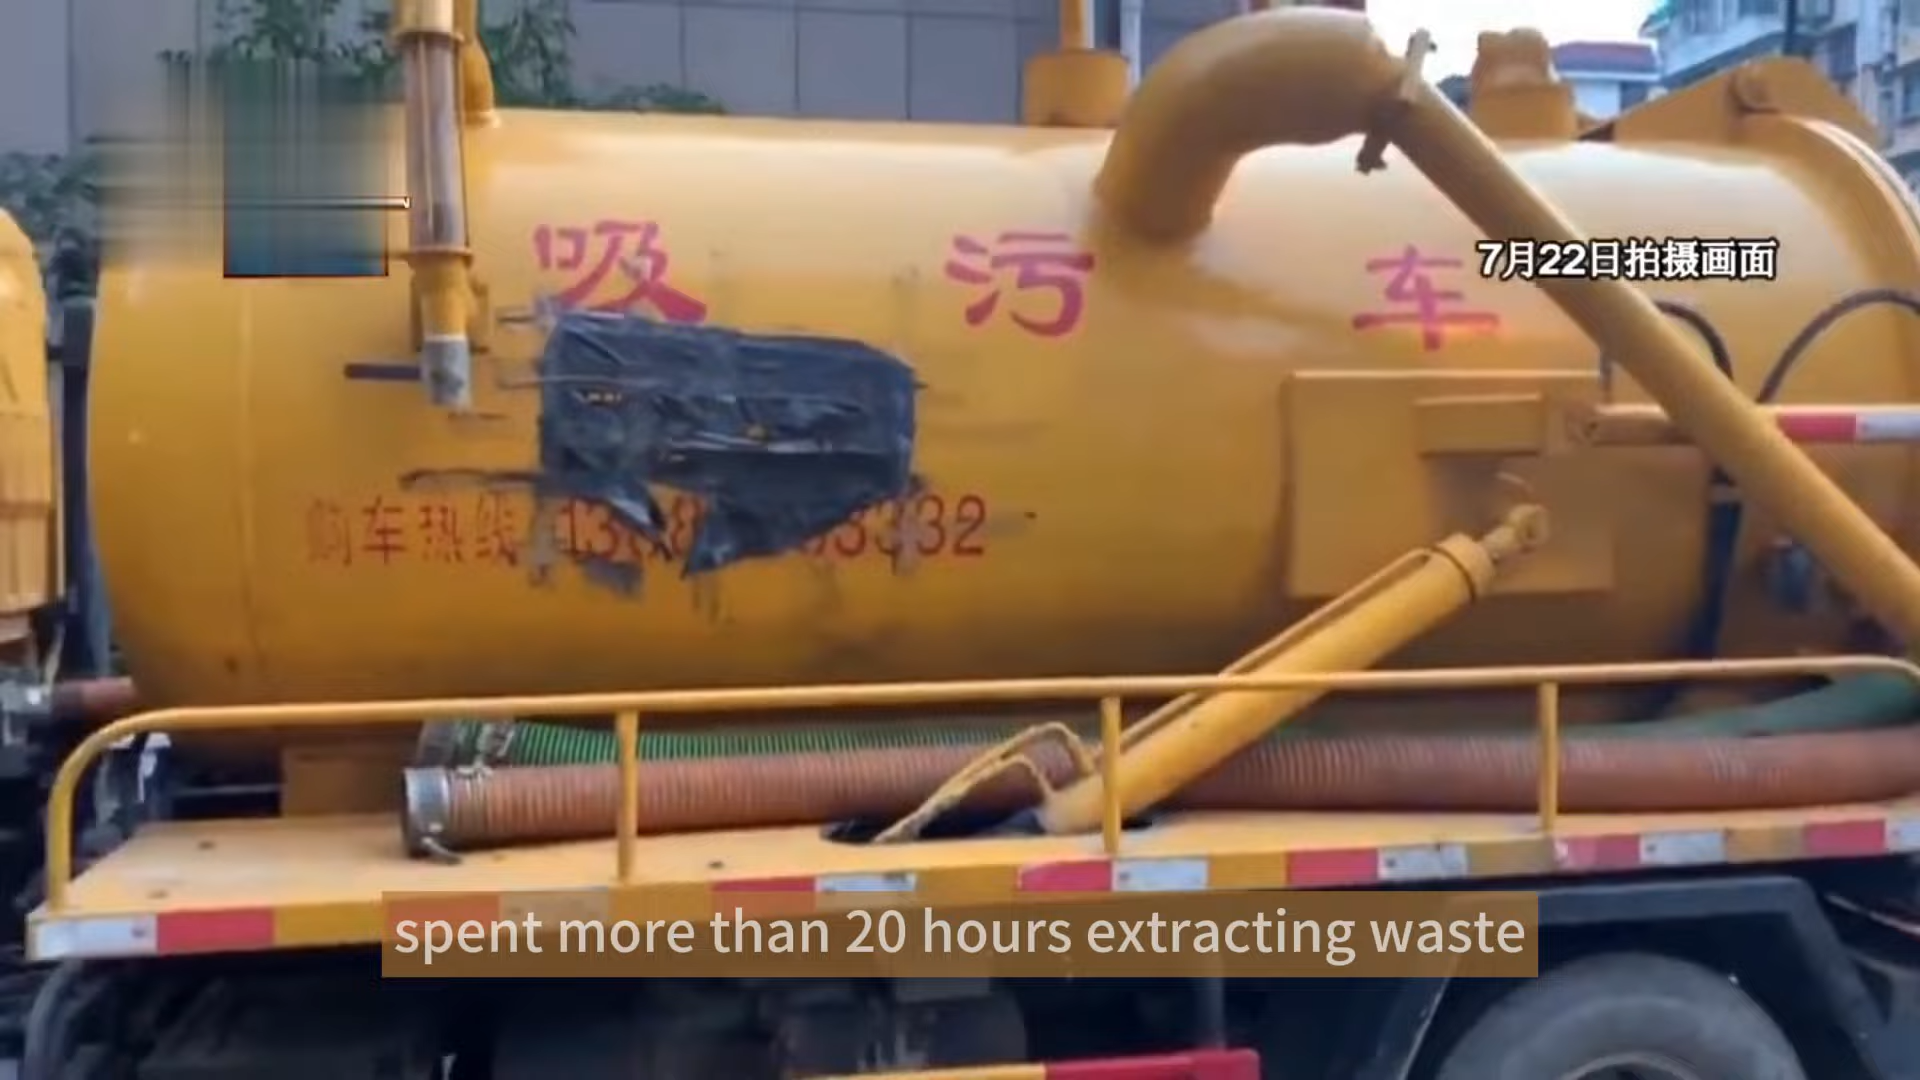 吸污车
7月22日拍摄画面
购车热线
spent more than 20 hours extracting waste